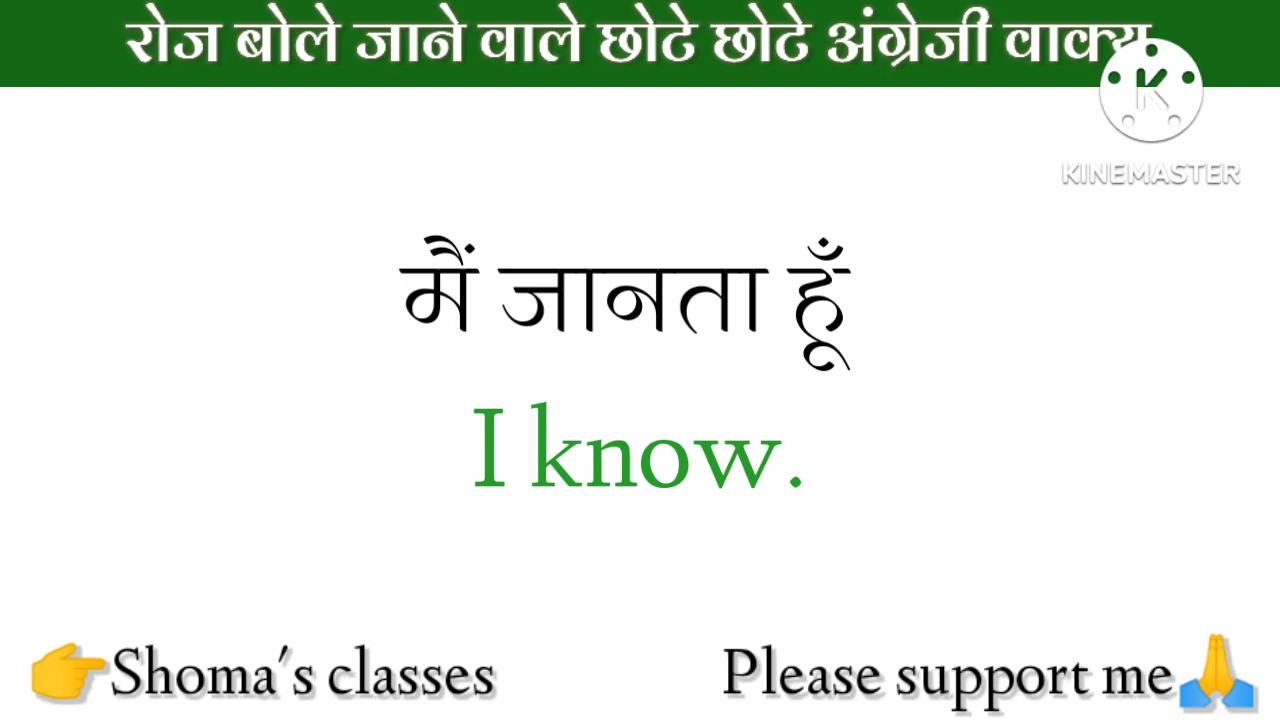 रोज बोले जाने वाले छोटे छोटे अंग्रेजी वाक्य
K
KINEMASTER
मैं जानता हूँ
I know.
👉Shoma's classes
Please support me🙏